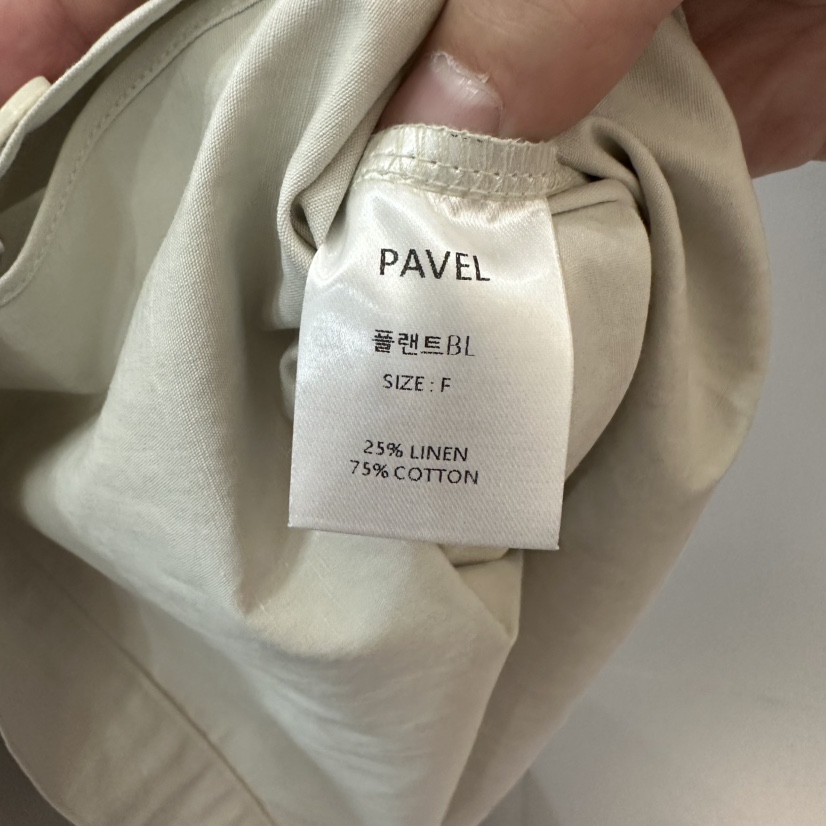 PAVEL
플랜트BL
SIZE : F
25% LINEN
75% COTTON